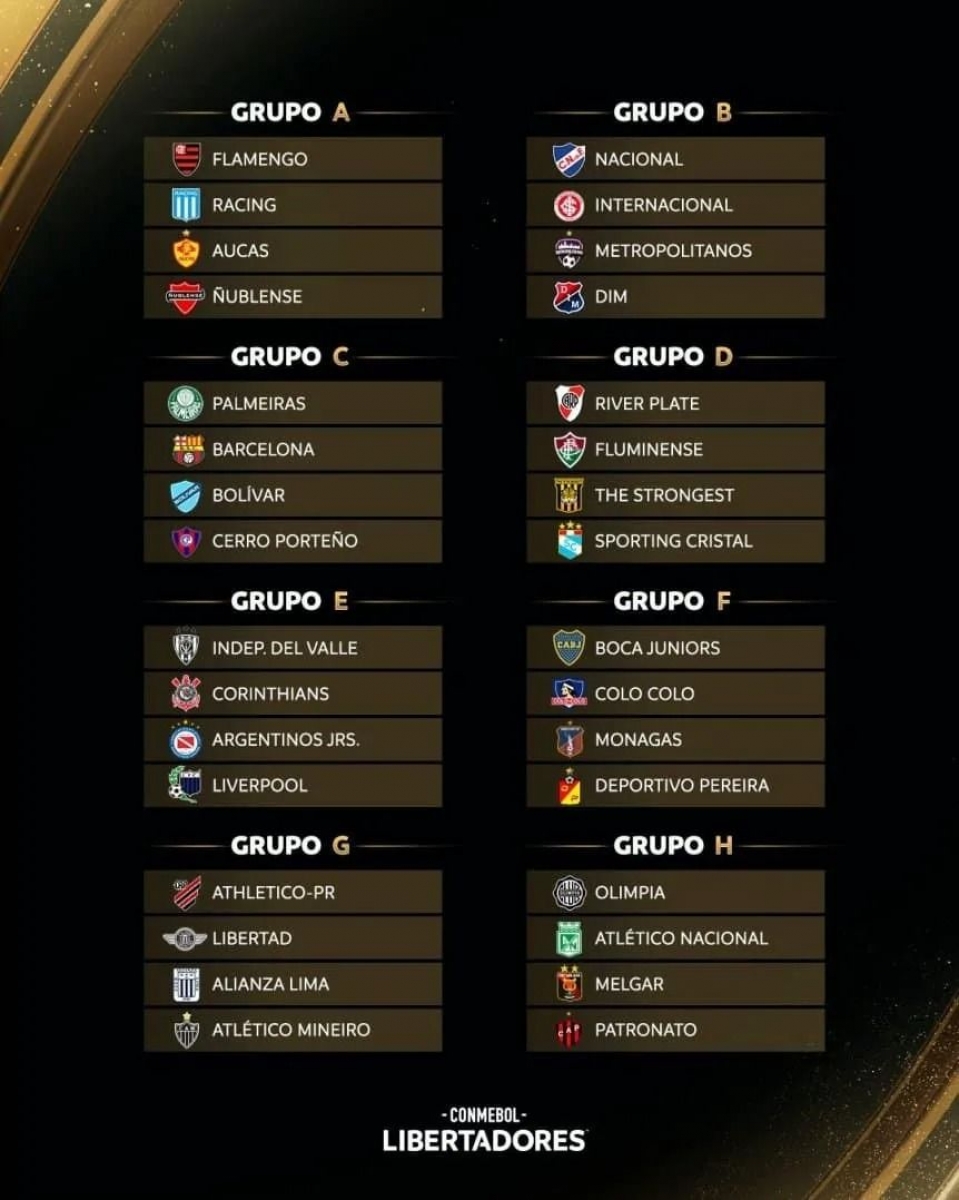 GRUPO A
FLAMENGO
RACING
AUCAS
ÑUBLENSE
GRUPO B
NACIONAL
INTERNACIONAL
METROPOLITANOS
DIM
GRUPO C
PALMEIRAS
BARCELONA
BOLÍVAR
CERRO PORTEÑO
GRUPO D
RIVER PLATE
FLUMINENSE
THE STRONGEST
SPORTING CRISTAL
GRUPO E
INDEP. DEL VALLE
CORINTHIANS
ARGENTINOS JRS.
LIVERPOOL
GRUPO F
BOCA JUNIORS
COLO COLO
MONAGAS
DEPORTIVO PEREIRA
GRUPO G
ATHLETICO-PR
LIBERTAD
ALIANZA LIMA
ATLÉTICO MINEIRO
GRUPO H
OLIMPIA
ATLÉTICO NACIONAL
MELGAR
PATRONATO
- CONMEBOL -
LIBERTADORES